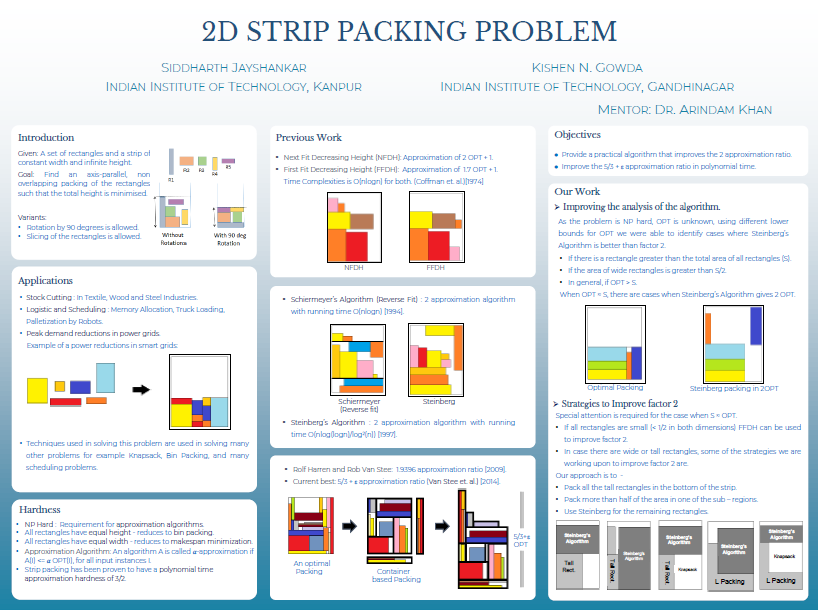 2D STRIP PACKING PROBLEM
SIDDHARTH JAYSHANKAR
INDIAN INSTITUTE OF TECHNOLOGY, KANPUR
KISHEN N. GOWDA
INDIAN INSTITUTE OF TECHNOLOGY, GANDHINAGAR
MENTOR: DR. ARINDAM KHAN
Introduction
Given: A set of rectangles and a strip of
constant width and infinite height.
Goal: Find an axis-parallel, non
overlapping packing of the rectangles
such that the total height is minimised.
Variants:
• Rotation by 90 degrees is allowed.
• Slicing of the rectangles is allowed.
R1
R2
R3
R4
R5
Without
Rotations
With 90 deg
Rotation
Applications
• Stock Cutting : In Textile, Wood and Steel Industries.
• Logistic and Scheduling : Memory Allocation, Truck Loading,
Palletization by Robots.
• Peak demand reductions in power grids.
Example of a power reductions in smart grids:
• Techniques used in solving this problem are used in solving many
other problems for example Knapsack, Bin Packing, and many
scheduling problems.
Hardness
• NP Hard : Requirement for approximation algorithms.
• All rectangles have equal height - reduces to bin packing.
• All rectangles have equal width - reduces to makespan minimization.
• Approximation Algorithm: An algorithm A is called α-approximation if
A(I) <= α OPT(I), for all input instances I.
• Strip packing has been proven to have a polynomial time
approximation hardness of 3/2.
Previous Work
• Next Fit Decreasing Height (NFDH): Approximation of 2 OPT + 1.
• First Fit Decreasing Height (FFDH): Approximation of 1.7 OPT + 1.
Time Complexities is O(nlogn) for both. (Coffman et. al.)[1974]
NFDH
FFDH
• Schiermeyer's Algorithm (Reverse Fit) : 2 approximation algorithm
with running time O(nlogn) [1994].
Schiermeyer
(Reverse fit)
Steinberg
• Steinberg's Algorithm : 2 approximation algorithm with running
time O(nlog(logn)/log²(n)) [1997].
• Rolf Harren and Rob Van Stee: 1.9396 approximation ratio [2009].
• Current best: 5/3 + ε approximation ratio [Van Stee et. al.] [2014].
5/3+ε
OPT
An optimal
Packing
Container
based Packing
Objectives
• Provide a practical algorithm that improves the 2 approximation ratio.
• Improve the 5/3 + ε approximation ratio in polynomial time.
Our Work
➢ Improving the analysis of the algorithm.
As the problem is NP hard, OPT is unknown, using different lower
bounds for OPT we were able to identify cases where Steinberg's
Algorithm is better than factor 2.
• If there is a rectangle greater than the total area of all rectangles (S).
• If the area of wide rectangles is greater than S/2.
• In general, if OPT > S.
When OPT = S, there are cases when Steinberg's Algorithm gives 2 OPT.
Optimal Packing
Steinberg packing in 2OPT
➢ Strategies to Improve factor 2
Special attention is required for the case when S ≈ OPT.
• If all rectangles are small (< 1/2 in both dimensions) FFDH can be used
to improve factor 2.
• In case there are wide or tall rectangles, some of the strategies we are
working upon to improve factor 2 are.
Our approach is to -
• Pack all the tall rectangles in the bottom of the strip.
• Pack more than half of the area in one of the sub – regions.
• Use Steinberg for the remaining rectangles.
Steinberg's
Algorithm
Tall
Rect.
Steinberg's
Algorithm
Tall Rect.
Steinberg's
Algorithm
Tall Rect.
Knapsack
Steinberg's
Algorithm
L Packing
Steinberg's
Algorithm
Knapsack
L Packing